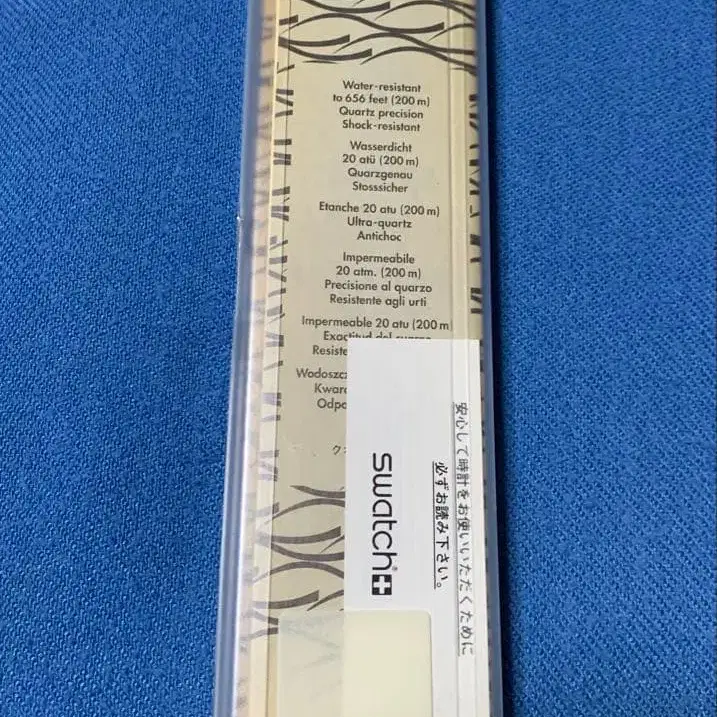 Water-resistant
to 656 feet (200 m)
Quartz precision
Shock-resistant
Wasserdicht
20 atü (200 m)
Quarzgenau
Stosssicher
Etanche 20 atu (200 m)
Ultra-quartz
Antichoc
Impermeabile
20 atm. (200 m)
Precisione al quarzo
Resistente agli urti
Impermeable 20 atu (200 m
Exactitud del cuarzo
安心して時計をお使いいただくために
必ずお読み下さい。
swatch